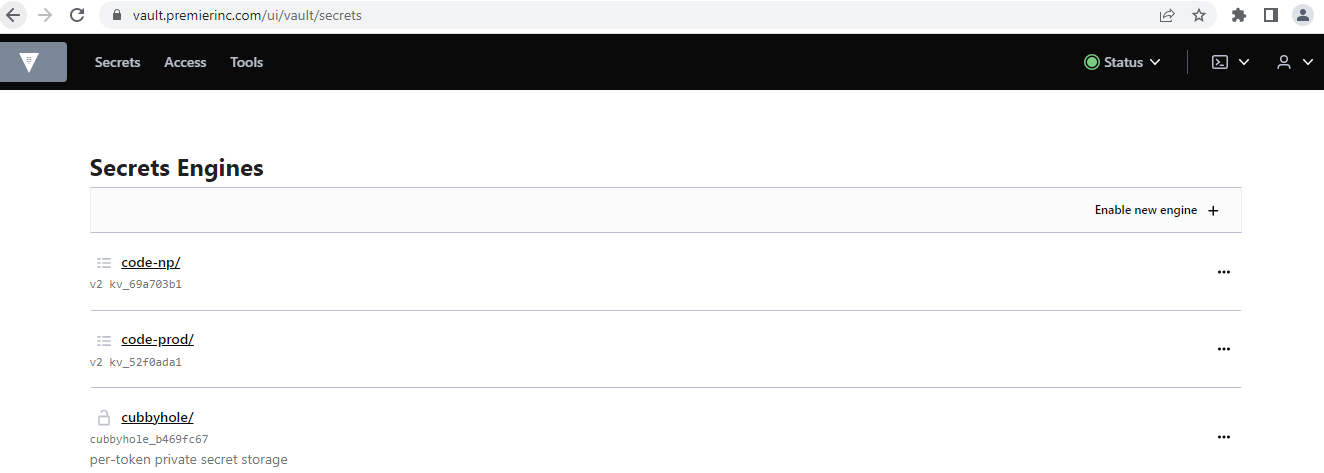 vault.premierinc.com/ui/vault/secrets
Secrets Access Tools Status
Secrets Engines
Enable new engine +
code-np/
v2 kv_69a703b1
code-prod/
v2 kv_52f0ada1
cubbyhole/
cubbyhole_b469fc67
per-token private secret storage